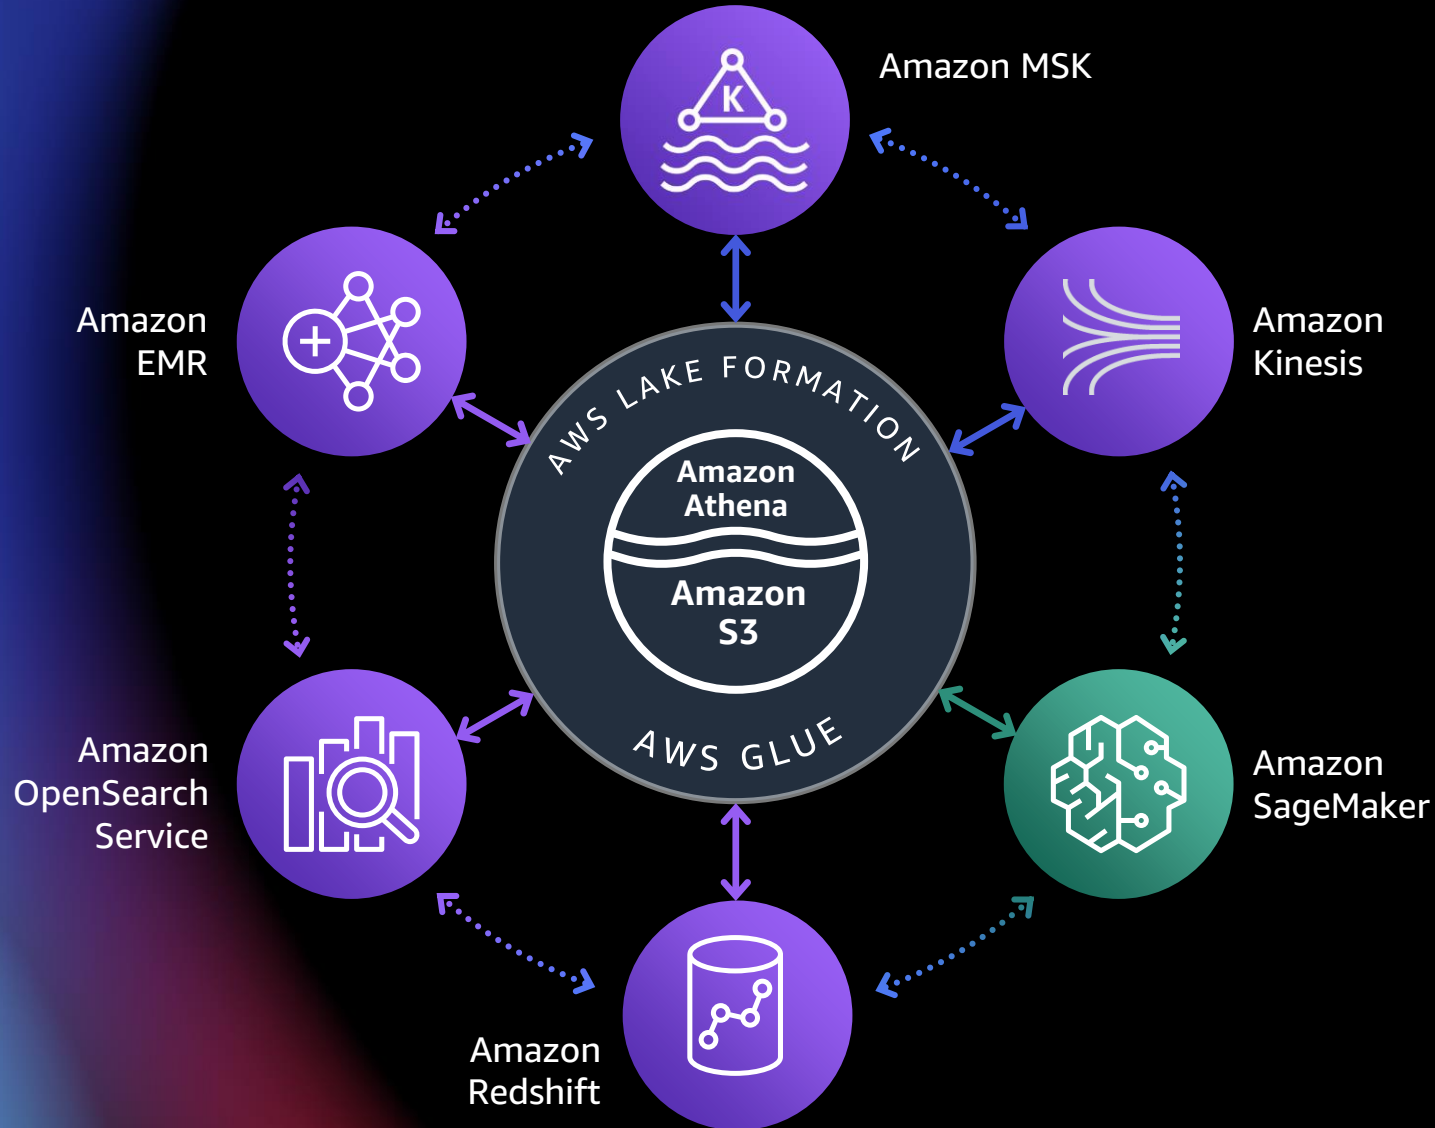 Amazon MSK
K
Amazon
EMR
Amazon
Kinesis
AWS LAKE FORMATION
Amazon
Athena
Amazon
S3
AWS GLUE
Amazon
OpenSearch
Service
Amazon
SageMaker
Amazon
Redshift